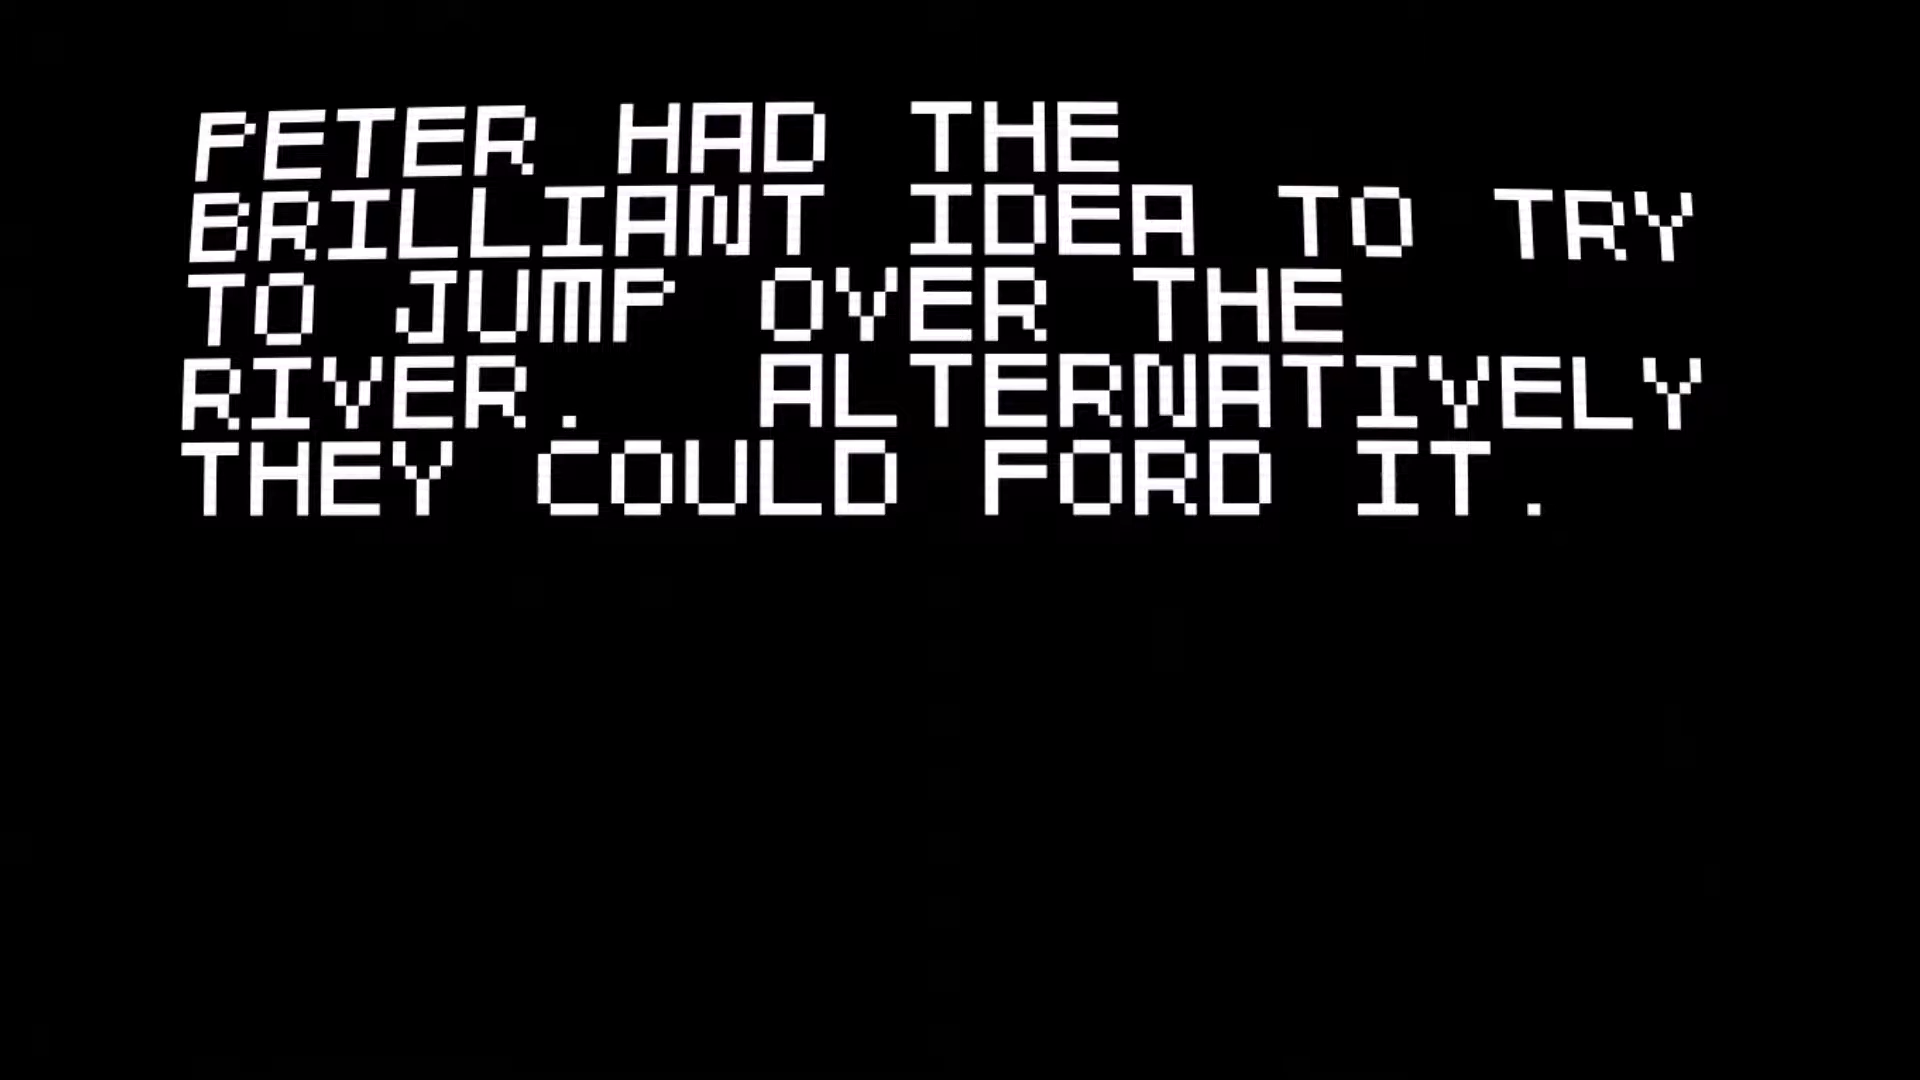 PETER HAD THE
BRILLIANT IDEA TO TRY
TO JUMP OVER THE
RIVER.  ALTERNATIVELY
THEY COULD FORD IT.